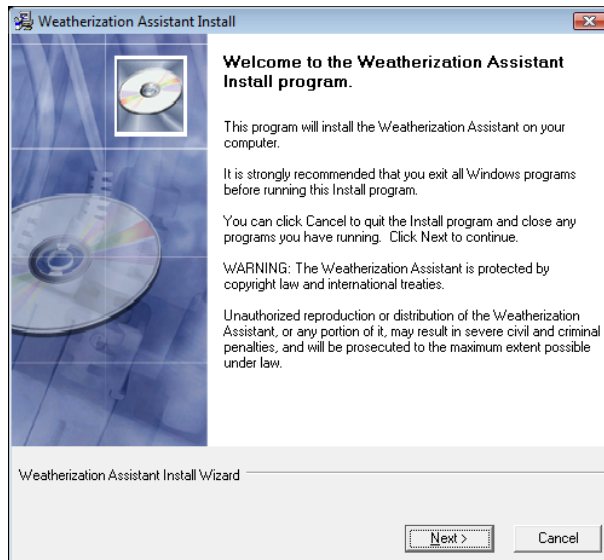 Weatherization Assistant Install
Welcome to the Weatherization Assistant
Install program.
This program will install the Weatherization Assistant on your
computer.
It is strongly recommended that you exit all Windows programs
before running this Install program.
You can click Cancel to quit the Install program and close any
programs you have running.  Click Next to continue.
WARNING: The Weatherization Assistant is protected by
copyright law and international treaties.
Unauthorized reproduction or distribution of the Weatherization
Assistant, or any portion of it, may result in severe civil and criminal
penalties, and will be prosecuted to the maximum extent possible
under law.
Weatherization Assistant Install Wizard
Next >
Cancel